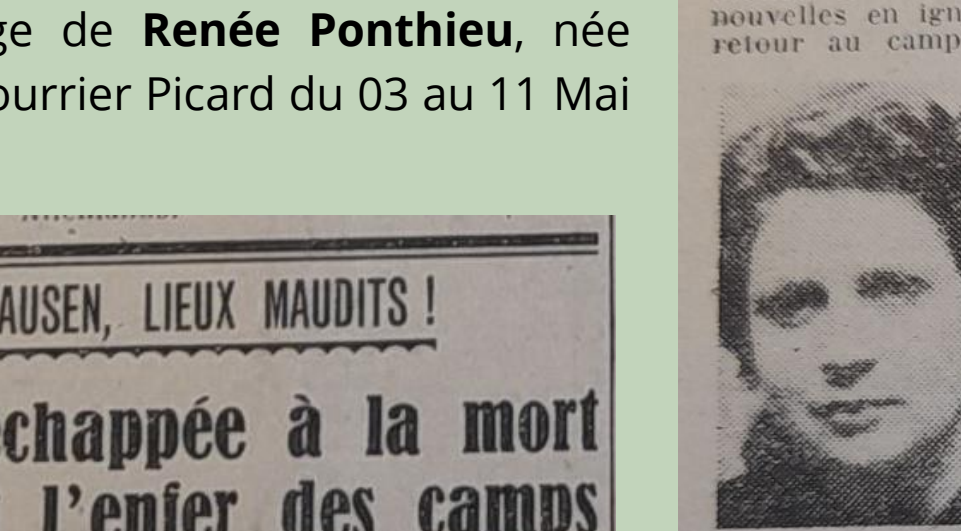 ge de Renée Ponthieu, née
ourrier Picard du 03 au 11 Mai
AUSEN, LIEUX MAUDITS !
chappée à la mort
l'enfer des camps
nouvelles en ign
retour au camp